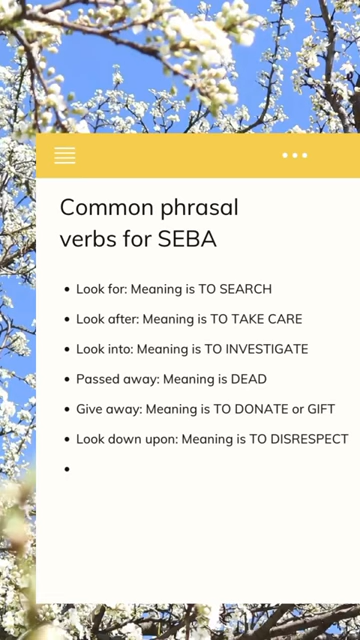 Common phrasal
verbs for SEBA
• Look for: Meaning is TO SEARCH
• Look after: Meaning is TO TAKE CARE
• Look into: Meaning is TO INVESTIGATE
• Passed away: Meaning is DEAD
• Give away: Meaning is TO DONATE or GIFT
• Look down upon: Meaning is TO DISRESPECT
•